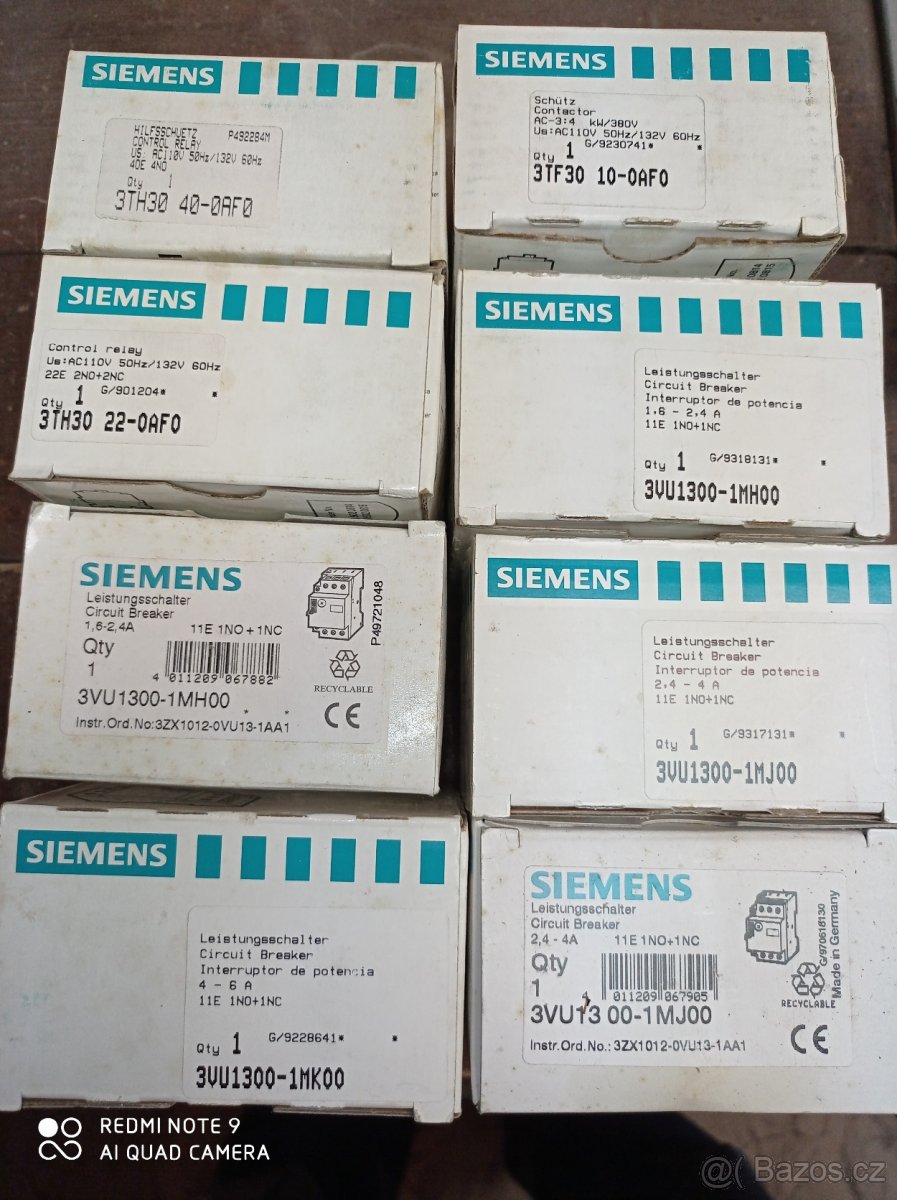 SIEMENS
HILFSSCHUETZ P492284M
CONTROL RELAY
US: AC110V 50Hz/132V 60Hz
40E 4NO
Qty 1
3TH30 40-0AF0
SIEMENS
Schütz
Contactor
AC-3:4 kW/380V
Us:AC110V 50Hz/132V 60Hz
Qty 1 G/9230741* *
3TF30 10-0AF0
SIEMENS
Control relay
Us:AC110V 50Hz/132V 60Hz
22E 2NO+2NC
Qty 1 G/901204* *
3TH30 22-0AF0
SIEMENS
Leistungsschalter
Circuit Breaker
Interruptor de potencia
1,6 - 2,4 A
11E 1NO+1NC
Qty 1 G/9318131* *
3VU1300-1MH00
SIEMENS
Leistungsschalter
Circuit Breaker
1,6-2,4A 11E 1NO+1NC
Qty
1
4 011209 067882
P49721048
RECYCLABLE
3VU1300-1MH00
CE
Instr.Ord.No:3ZX1012-0VU13-1AA1
SIEMENS
Leistungsschalter
Circuit Breaker
Interruptor de potencia
2,4 - 4 A
11E 1NO+1NC
Qty 1 G/9317131* *
3VU1300-1MJ00
SIEMENS
Leistungsschalter
Circuit Breaker
Interruptor de potencia
4 - 6 A
11E 1NO+1NC
Qty 1 G/9228641* *
3VU1300-1MK00
SIEMENS
Leistungsschalter
Circuit Breaker
2,4 - 4A 11E 1NO+1NC
Qty
1
4 011209 067905
G/970618130
Made in Germany
RECYCLABLE
3VU13 00-1MJ00
CE
Instr.Ord.No.: 3ZX1012-0VU13-1AA1
REDMI NOTE 9
AI QUAD CAMERA
@ Bazos.cz